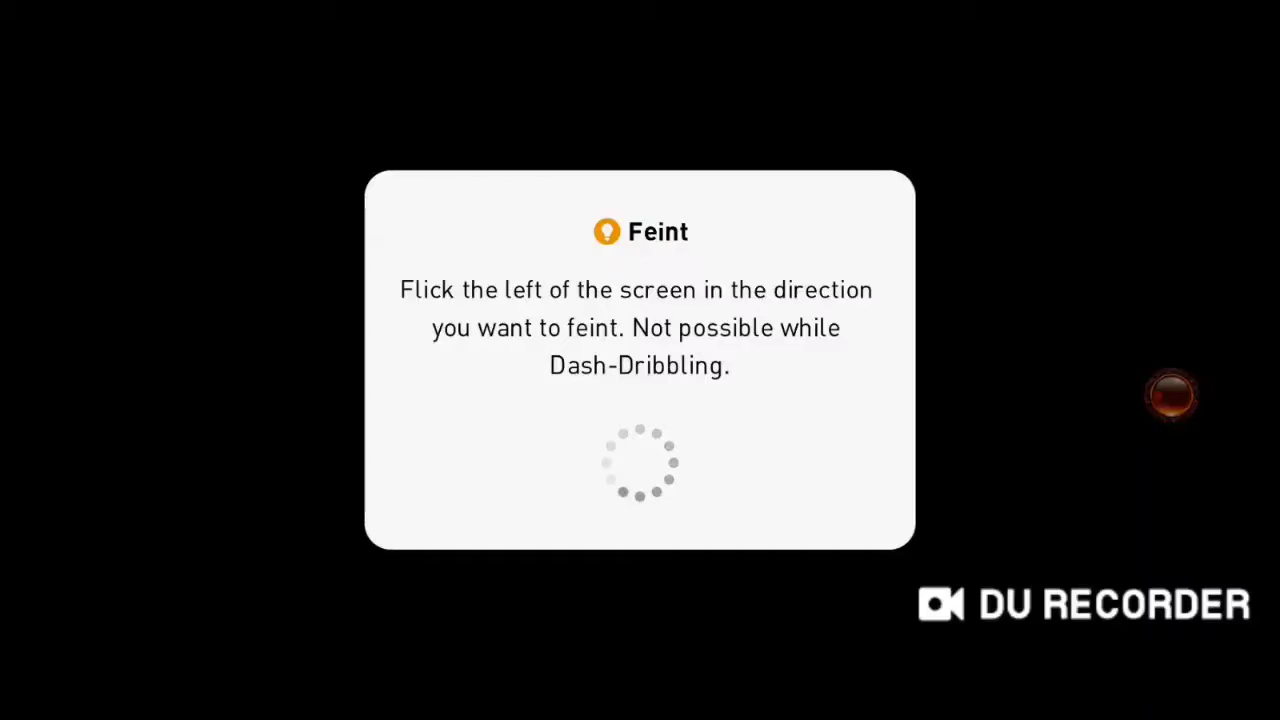 Feint
Flick the left of the screen in the direction
you want to feint. Not possible while
Dash-Dribbling.
DU RECORDER